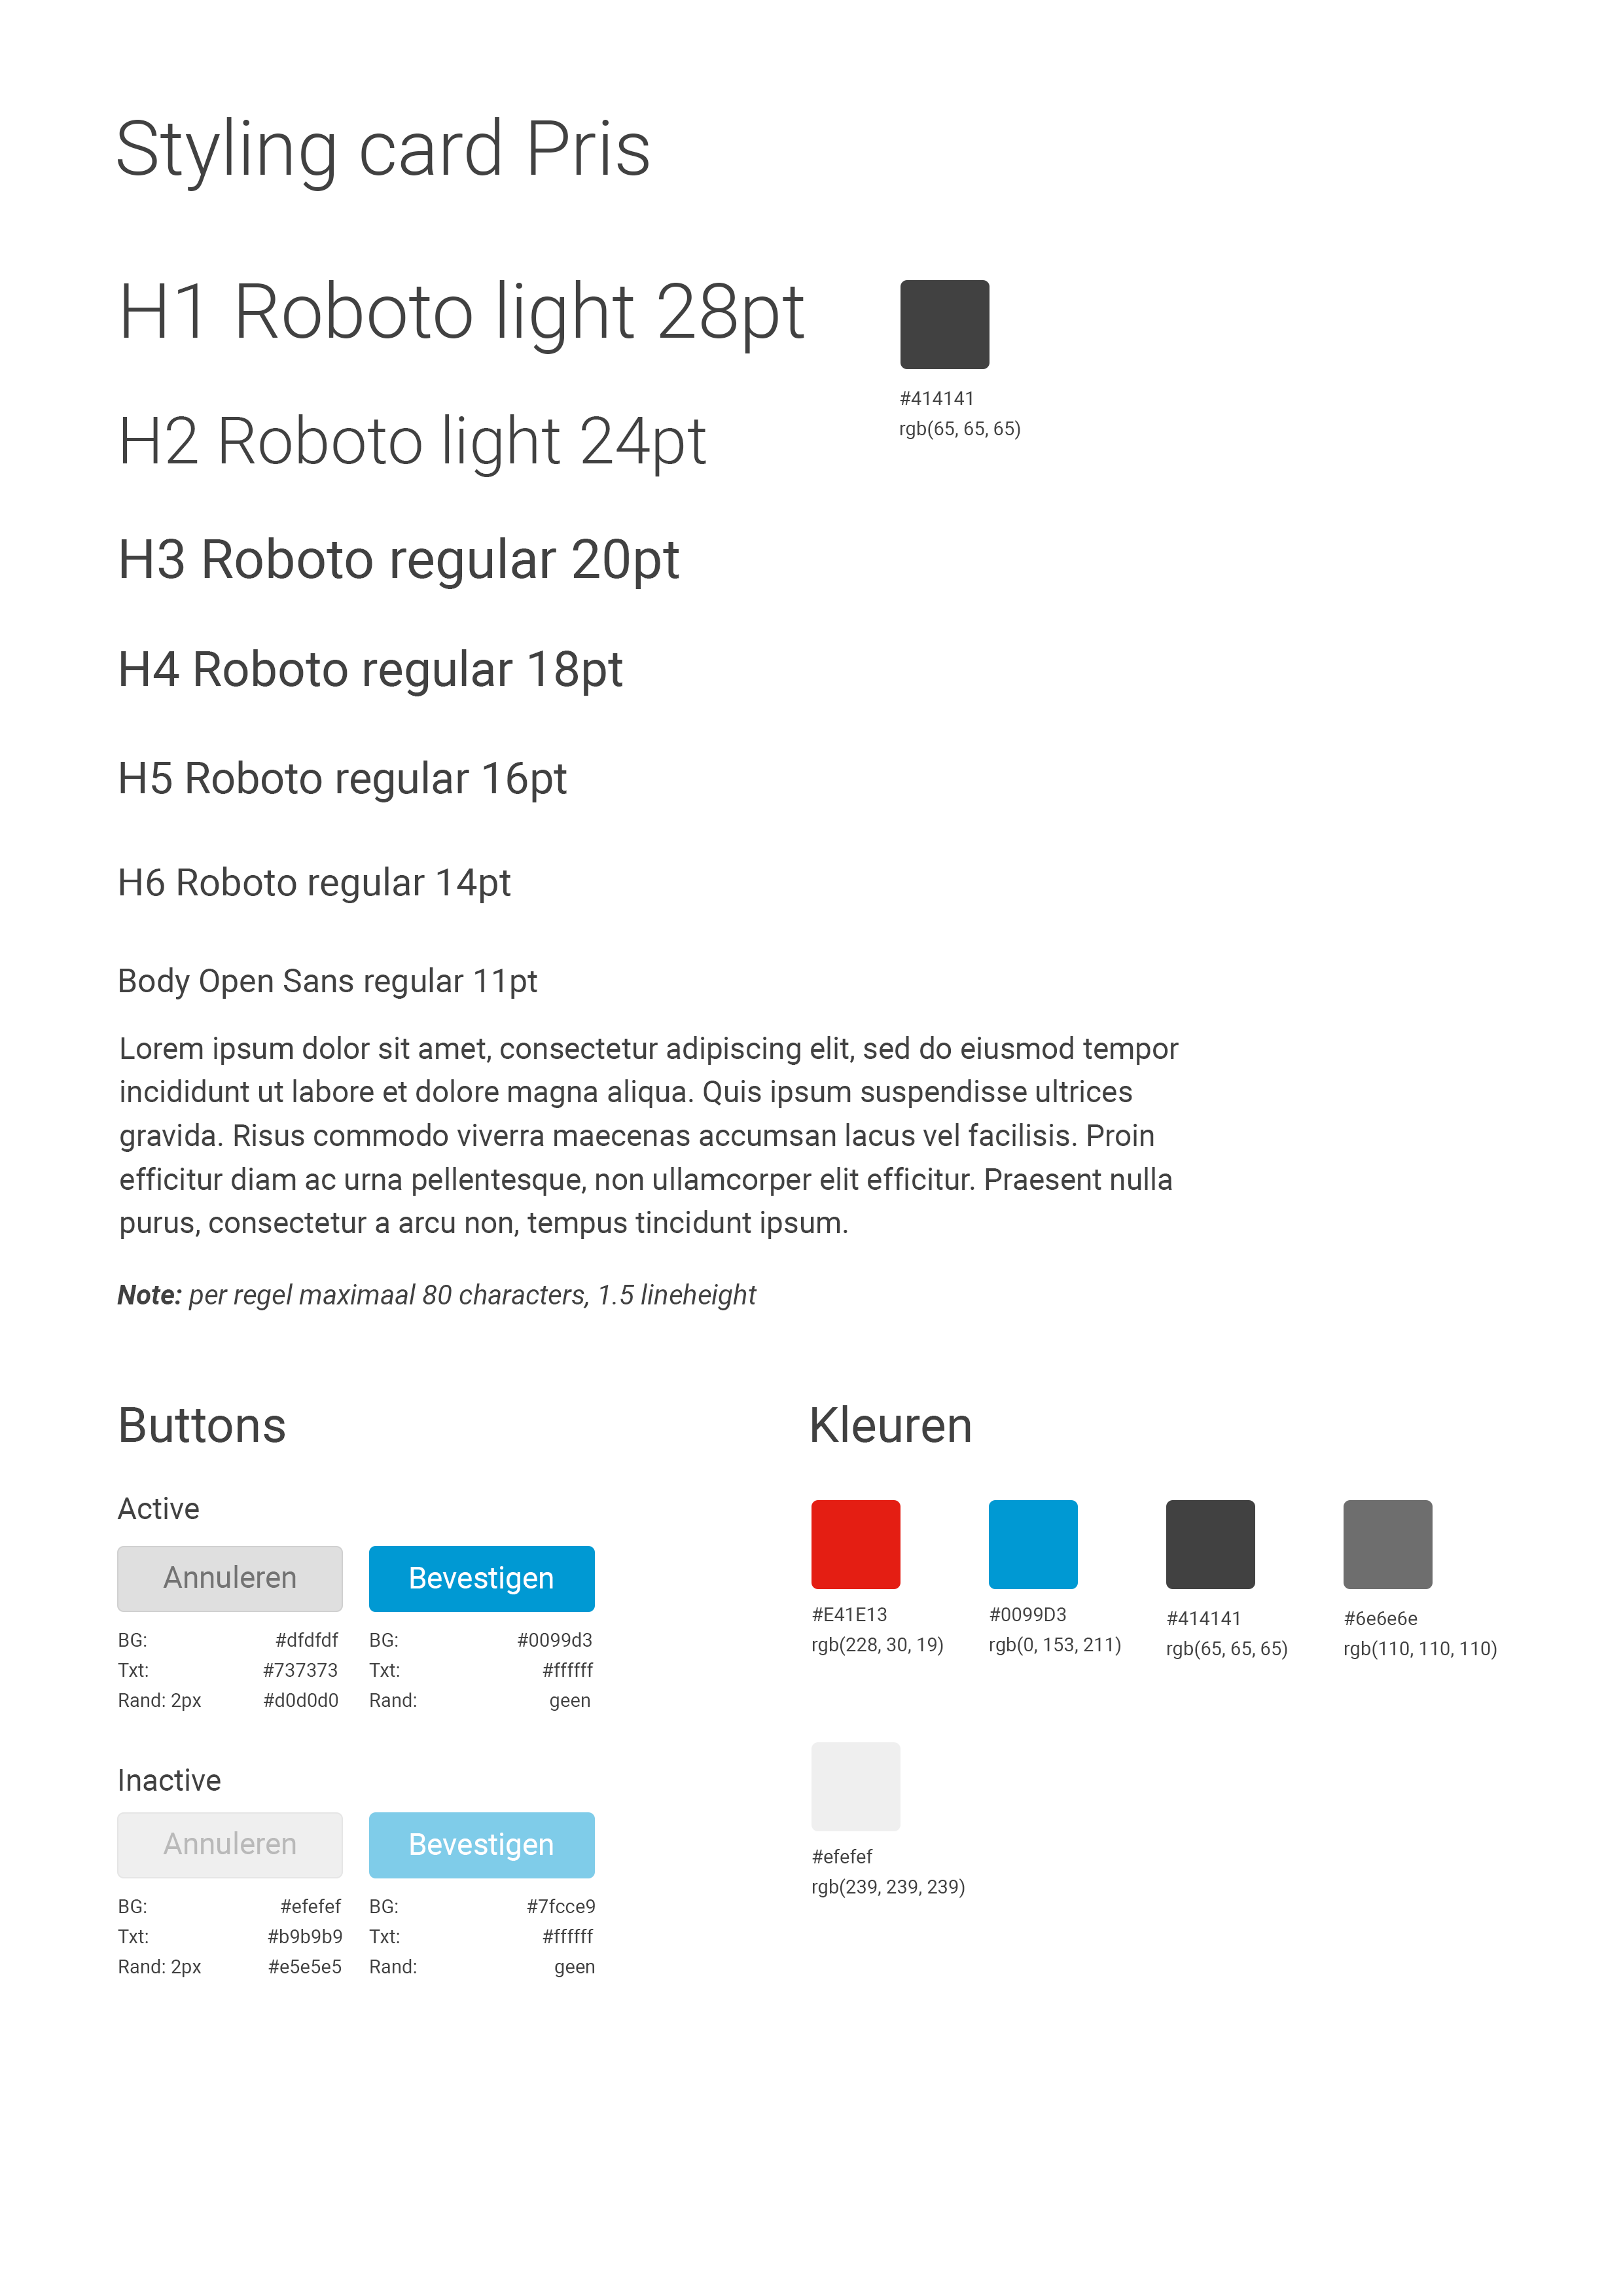 Styling card Pris
H1 Roboto light 28pt
#414141
rgb(65, 65, 65)
H2 Roboto light 24pt
H3 Roboto regular 20pt
H4 Roboto regular 18pt
H5 Roboto regular 16pt
H6 Roboto regular 14pt
Body Open Sans regular 11pt
Lorem ipsum dolor sit amet, consectetur adipiscing elit, sed do eiusmod tempor
incididunt ut labore et dolore magna aliqua. Quis ipsum suspendisse ultrices
gravida. Risus commodo viverra maecenas accumsan lacus vel facilisis. Proin
efficitur diam ac urna pellentesque, non ullamcorper elit efficitur. Praesent nulla
purus, consectetur a arcu non, tempus tincidunt ipsum.
Note: per regel maximaal 80 characters, 1.5 lineheight
Buttons
Active
Annuleren
BG: #dfdfdf
Txt: #737373
Rand: 2px #d0d0d0
Bevestigen
BG: #0099d3
Txt: #ffffff
Rand: geen
Inactive
Annuleren
BG: #efefef
Txt: #b9b9b9
Rand: 2px #e5e5e5
Bevestigen
BG: #7fcce9
Txt: #ffffff
Rand: geen
Kleuren
#E41E13
rgb(228, 30, 19)
#0099D3
rgb(0, 153, 211)
#414141
rgb(65, 65, 65)
#6e6e6e
rgb(110, 110, 110)
#efefef
rgb(239, 239, 239)